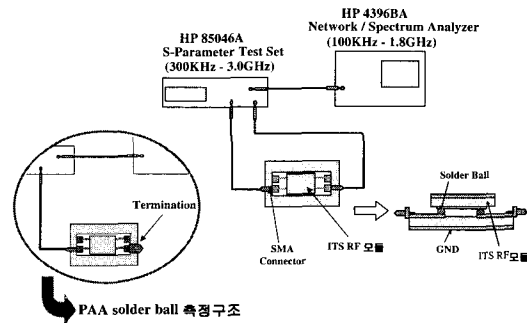 HP 4396BA
Network / Spectrum Analyzer
(100KHz - 1.8GHz)
HP 85046A
S-Parameter Test Set
(300KHz - 3.0GHz)
Termination
Solder Ball
SMA
Connector
ITS RF 모듈
GND
ITS RF모듈
PAA solder ball 측정구조